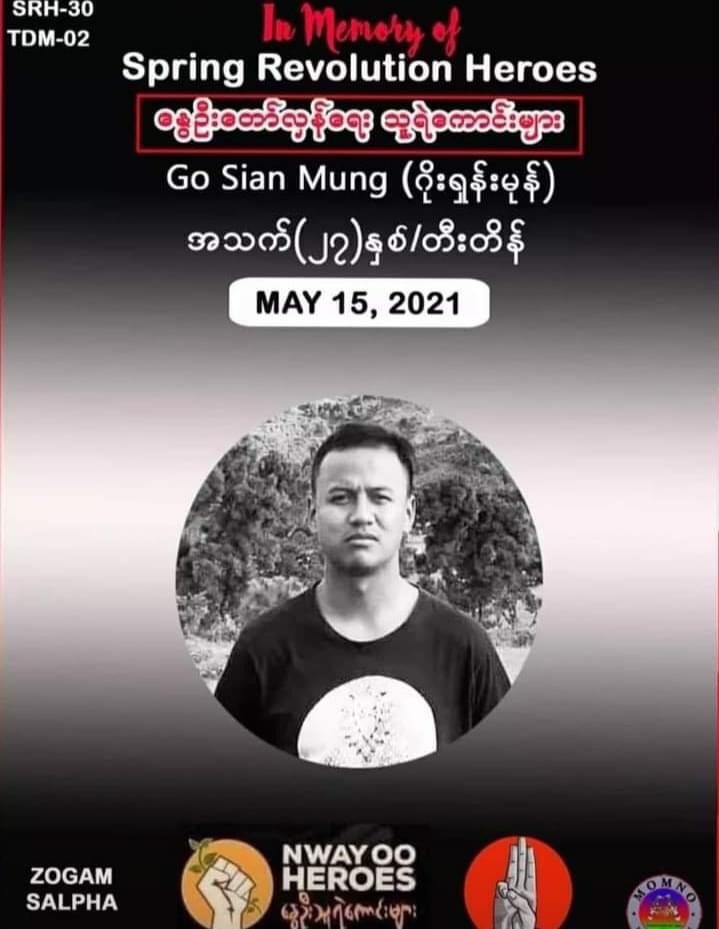 SRH-30
TDM-02
In Memory of
Spring Revolution Heroes
နွေဦးတော်လှန်ရေး သူရဲကောင်းများ
Go Sian Mung (ဂိုးရှန်းမုန်)
အသက်(၂၇)နှစ်/တီးတိန်
MAY 15, 2021
ZOGAM
SALPHA
NWAY OO
HEROES
နွေဦးသူရဲကောင်းများ
MOMNO